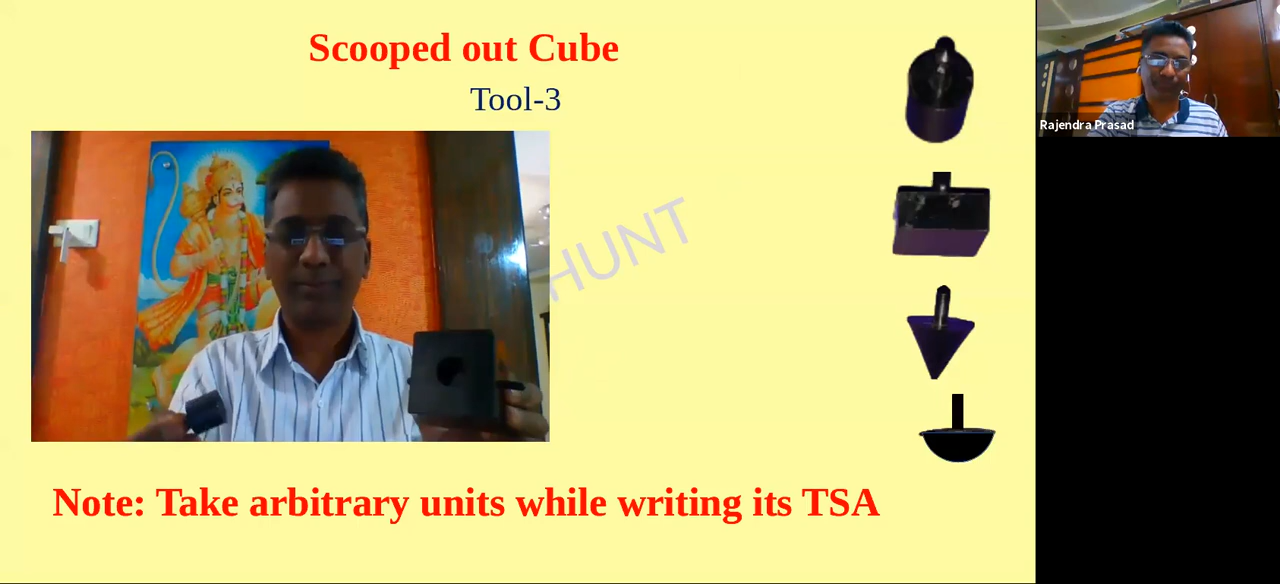 Scooped out Cube
Tool-3
HUNT
Rajendra Prasad
Note: Take arbitrary units while writing its TSA